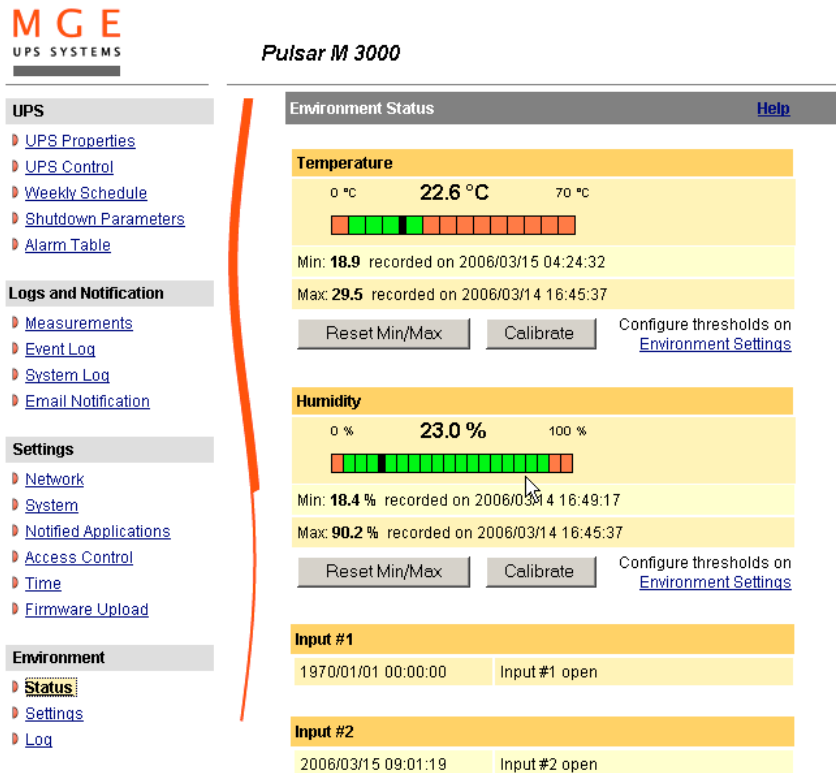 MGE
UPS SYSTEMS
Pulsar M 3000
UPS
UPS Properties
UPS Control
Weekly Schedule
Shutdown Parameters
Alarm Table
Logs and Notification
Measurements
Event Log
System Log
Email Notification
Settings
Network
System
Notified Applications
Access Control
Time
Firmware Upload
Environment
Status
Settings
Log
Environment Status Help
Temperature
0 °C 22.6 °C 70 °C
Min: 18.9 recorded on 2006/03/15 04:24:32
Max: 29.5 recorded on 2006/03/14 16:45:37
Reset Min/Max Calibrate Configure thresholds on
Environment Settings
Humidity
0 % 23.0 % 100 %
Min: 18.4 % recorded on 2006/03/14 16:49:17
Max: 90.2 % recorded on 2006/03/14 16:45:37
Reset Min/Max Calibrate Configure thresholds on
Environment Settings
Input #1
1970/01/01 00:00:00 Input #1 open
Input #2
2006/03/15 09:01:19 Input #2 open